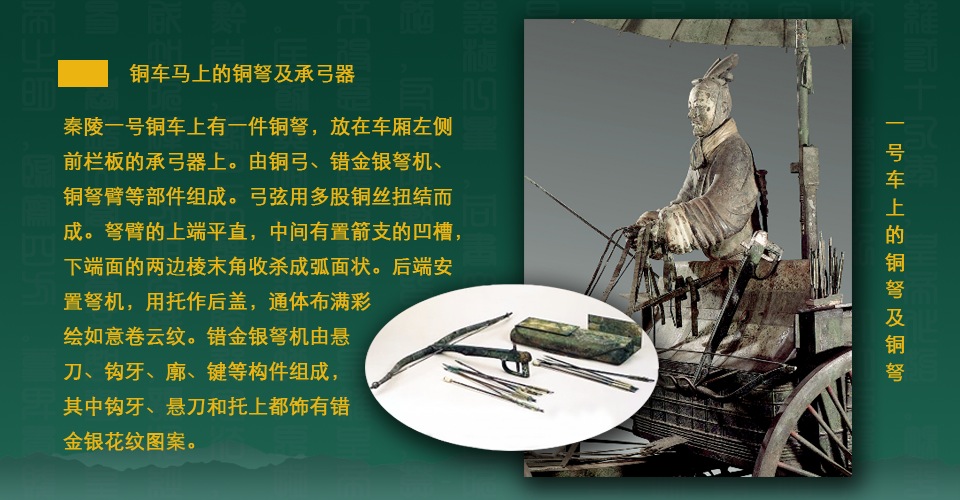 铜车马上的铜弩及承弓器
秦陵一号铜车上有一件铜弩，放在车厢左侧
前栏板的承弓器上。由铜弓、错金银弩机、
铜弩臂等部件组成。弓弦用多股铜丝扭结而
成。弩臂的上端平直，中间有置箭支的凹槽，
下端面的两边棱末角收杀成弧面状。后端安
置弩机，用托作后盖，通体布满彩
绘如意卷云纹。错金银弩机由悬
刀、钩牙、廓、键等构件组成，
其中钩牙、悬刀和托上都饰有错
金银花纹图案。
一号车上的铜弩及铜弩